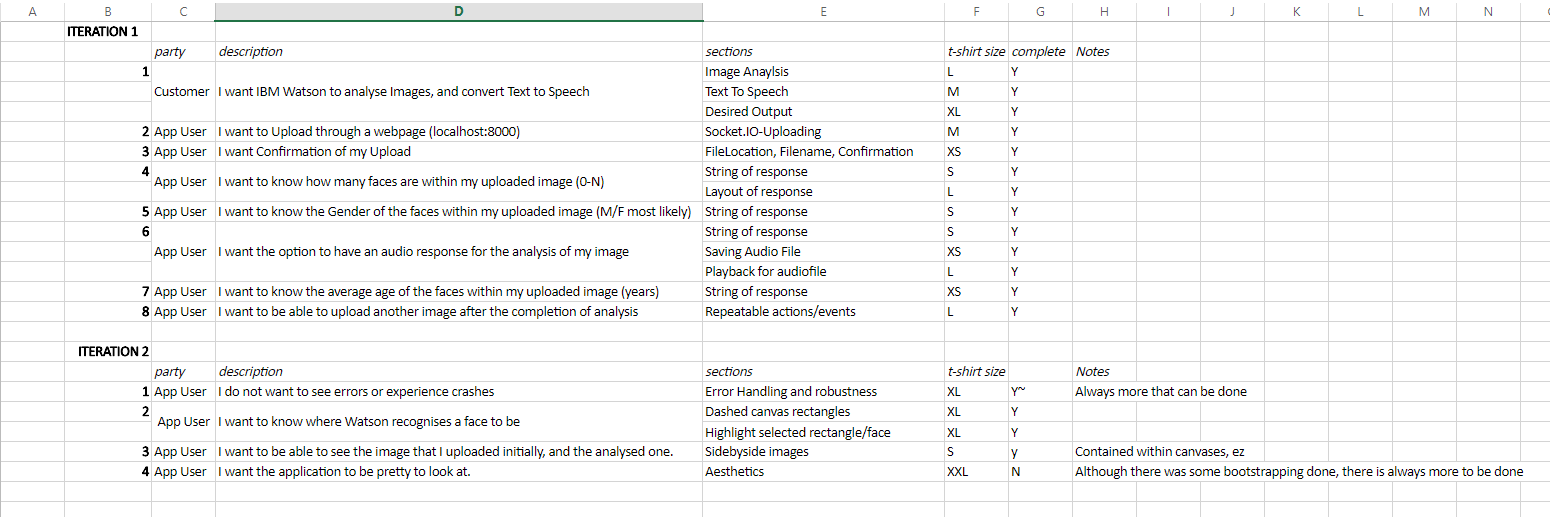 A B C D E F G H I J K L M N
ITERATION 1
party description sections t-shirt size complete Notes
1 Image Anaylsis L Y
Customer I want IBM Watson to analyse Images, and convert Text to Speech Text To Speech M Y
Desired Output XL Y
2 App User I want to Upload through a webpage (localhost:8000) Socket.IO-Uploading M Y
3 App User I want Confirmation of my Upload FileLocation, Filename, Confirmation XS Y
4 String of response S Y
App User I want to know how many faces are within my uploaded image (0-N)
Layout of response L Y
5 App User I want to know the Gender of the faces within my uploaded image (M/F most likely) String of response S Y
6 String of response S Y
App User I want the option to have an audio response for the analysis of my image Saving Audio File XS Y
Playback for audiofile L Y
7 App User I want to know the average age of the faces within my uploaded image (years) String of response XS Y
8 App User I want to be able to upload another image after the completion of analysis Repeatable actions/events L Y
ITERATION 2
party description sections t-shirt size Notes
1 App User I do not want to see errors or experience crashes Error Handling and robustness XL Y~ Always more that can be done
2 Dashed canvas rectangles XL Y
App User I want to know where Watson recognises a face to be
Highlight selected rectangle/face XL Y
3 App User I want to be able to see the image that I uploaded initially, and the analysed one. Sidebyside images S y Contained within canvases, ez
4 App User I want the application to be pretty to look at. Aesthetics XXL N Although there was some bootstrapping done, there is always more to be done